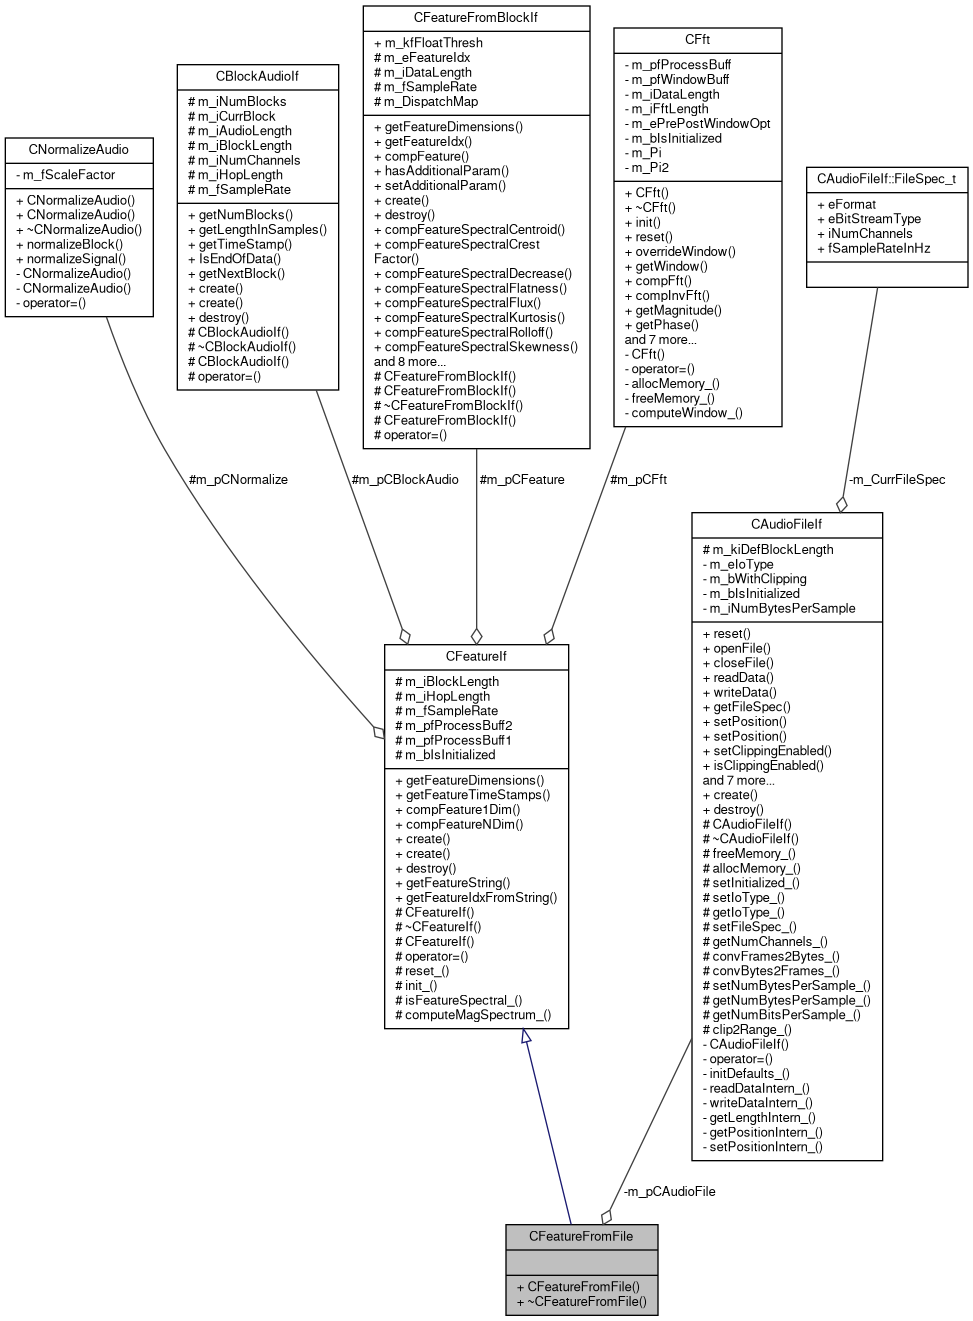 CFeatureFromBlockIf
+ m_kfFloatThresh
# m_eFeatureIdx
# m_iDataLength
# m_fSampleRate
# m_DispatchMap
+ getFeatureDimensions()
+ getFeatureIdx()
+ compFeature()
+ hasAdditionalParam()
+ setAdditionalParam()
+ create()
+ destroy()
+ compFeatureSpectralCentroid()
+ compFeatureSpectralCrest
Factor()
+ compFeatureSpectralDecrease()
+ compFeatureSpectralFlatness()
+ compFeatureSpectralFlux()
+ compFeatureSpectralKurtosis()
+ compFeatureSpectralRolloff()
+ compFeatureSpectralSkewness()
and 8 more...
# CFeatureFromBlockIf()
# CFeatureFromBlockIf()
# ~CFeatureFromBlockIf()
# CFeatureFromBlockIf()
# operator=()
CFft
- m_pfProcessBuff
- m_pfWindowBuff
- m_iDataLength
- m_iFftLength
- m_ePrePostWindowOpt
- m_bIsInitialized
- m_Pi
- m_Pi2
+ CFft()
+ ~CFft()
+ init()
+ reset()
+ overrideWindow()
+ getWindow()
+ compFft()
+ compInvFft()
+ getMagnitude()
+ getPhase()
and 7 more...
- CFft()
- operator=()
- allocMemory_()
- freeMemory_()
- computeWindow_()
CBlockAudioIf
# m_iNumBlocks
# m_iCurrBlock
# m_iAudioLength
# m_iBlockLength
# m_iNumChannels
# m_iHopLength
# m_fSampleRate
+ getNumBlocks()
+ getLengthInSamples()
+ getTimeStamp()
+ IsEndOfData()
+ getNextBlock()
+ create()
+ create()
+ destroy()
# CBlockAudioIf()
# ~CBlockAudioIf()
# CBlockAudioIf()
# operator=()
CNormalizeAudio
- m_fScaleFactor
+ CNormalizeAudio()
+ CNormalizeAudio()
+ ~CNormalizeAudio()
+ normalizeBlock()
+ normalizeSignal()
- CNormalizeAudio()
- CNormalizeAudio()
- operator=()
CAudioFileIf::FileSpec_t
+ eFormat
+ eBitStreamType
+ iNumChannels
+ fSampleRateInHz
#m_pCNormalize
#m_pCBlockAudio
#m_pCFeature
#m_pCFft
-m_CurrFileSpec
CAudioFileIf
# m_kiDefBlockLength
- m_eIoType
- m_bWithClipping
- m_bIsInitialized
- m_iNumBytesPerSample
+ reset()
+ openFile()
+ closeFile()
+ readData()
+ writeData()
+ getFileSpec()
+ setPosition()
+ setPosition()
+ setClippingEnabled()
+ isClippingEnabled()
and 7 more...
+ create()
+ destroy()
# CAudioFileIf()
# ~CAudioFileIf()
# freeMemory_()
# allocMemory_()
# setInitialized_()
# setIoType_()
# getIoType_()
# setFileSpec_()
# getNumChannels_()
# convFrames2Bytes_()
# convBytes2Frames_()
# setNumBytesPerSample_()
# getNumBytesPerSample_()
# getNumBitsPerSample_()
# clip2Range_()
- CAudioFileIf()
- operator=()
- initDefaults_()
- readDataIntern_()
- writeDataIntern_()
- getLengthIntern_()
- getPositionIntern_()
- setPositionIntern_()
CFeatureIf
# m_iBlockLength
# m_iHopLength
# m_fSampleRate
# m_pfProcessBuff2
# m_pfProcessBuff1
# m_bIsInitialized
+ getFeatureDimensions()
+ getFeatureTimeStamps()
+ compFeature1Dim()
+ compFeatureNDim()
+ create()
+ create()
+ destroy()
+ getFeatureString()
+ getFeatureIdxFromString()
# CFeatureIf()
# ~CFeatureIf()
# CFeatureIf()
# operator=()
# reset_()
# init_()
# isFeatureSpectral_()
# computeMagSpectrum_()
-m_pCAudioFile
CFeatureFromFile
+ CFeatureFromFile()
+ ~CFeatureFromFile()